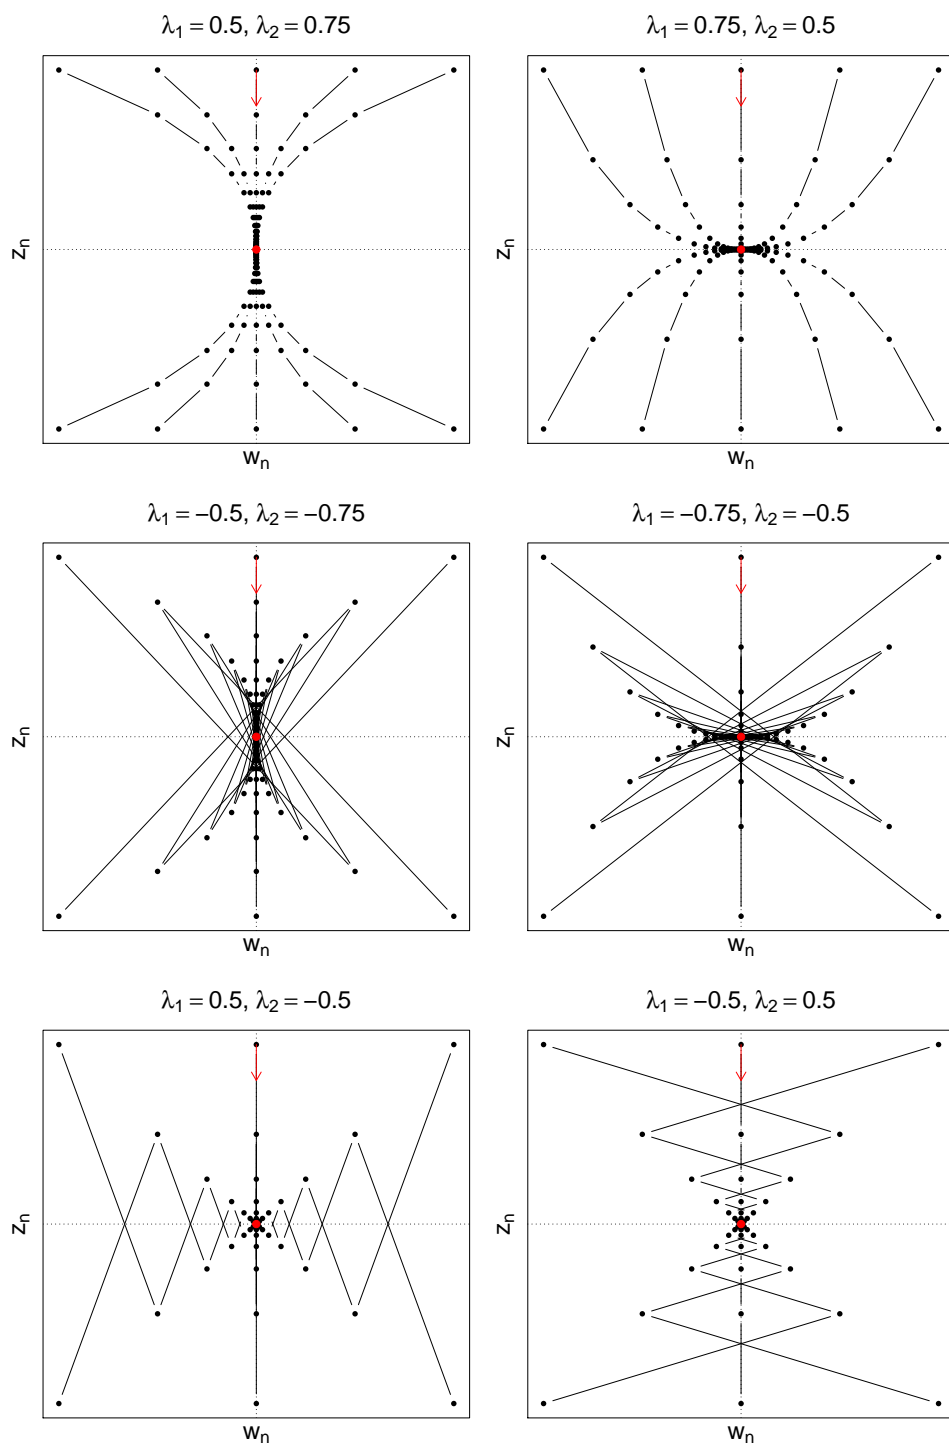 λ1 = 0.5, λ2 = 0.75
λ1 = 0.75, λ2 = 0.5
zn
zn
wn
wn
λ1 = −0.5, λ2 = −0.75
λ1 = −0.75, λ2 = −0.5
zn
zn
wn
wn
λ1 = 0.5, λ2 = −0.5
λ1 = −0.5, λ2 = 0.5
zn
zn
wn
wn